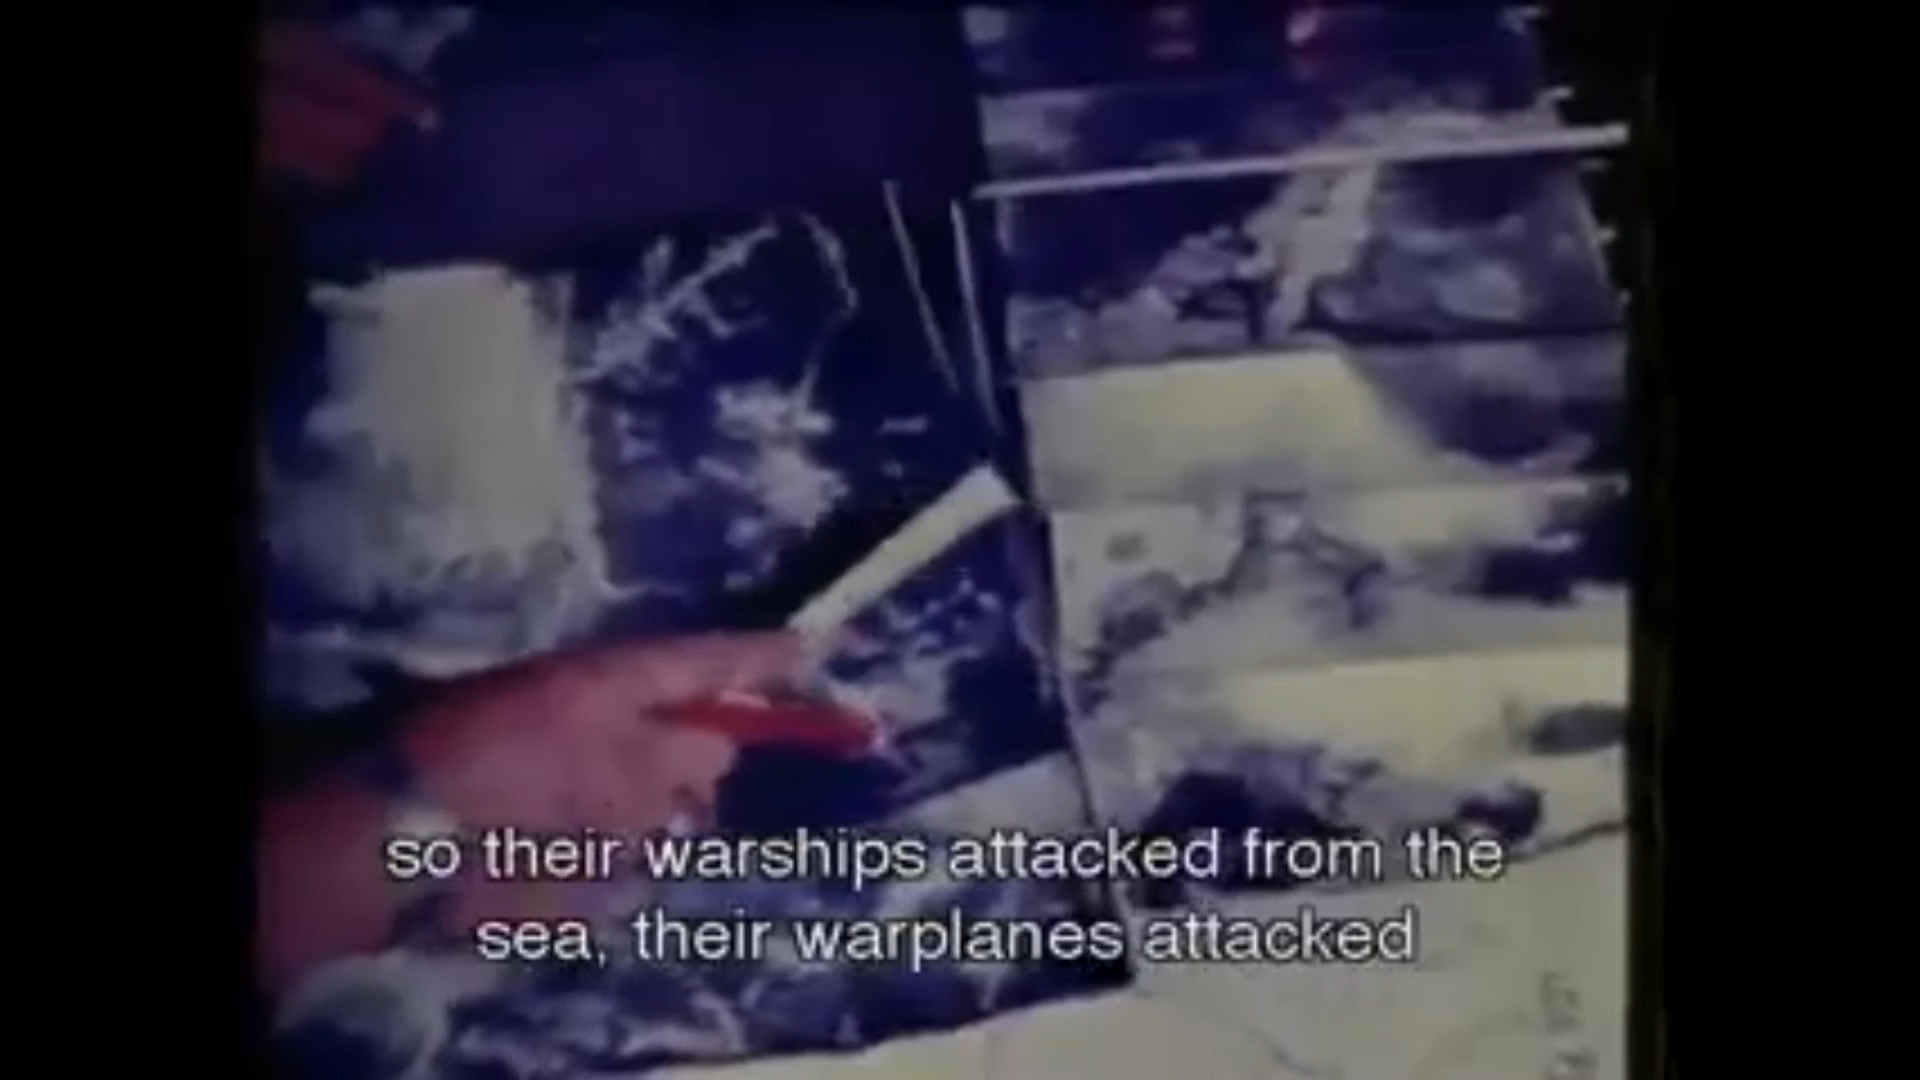 so their warships attacked from the
sea, their warplanes attacked